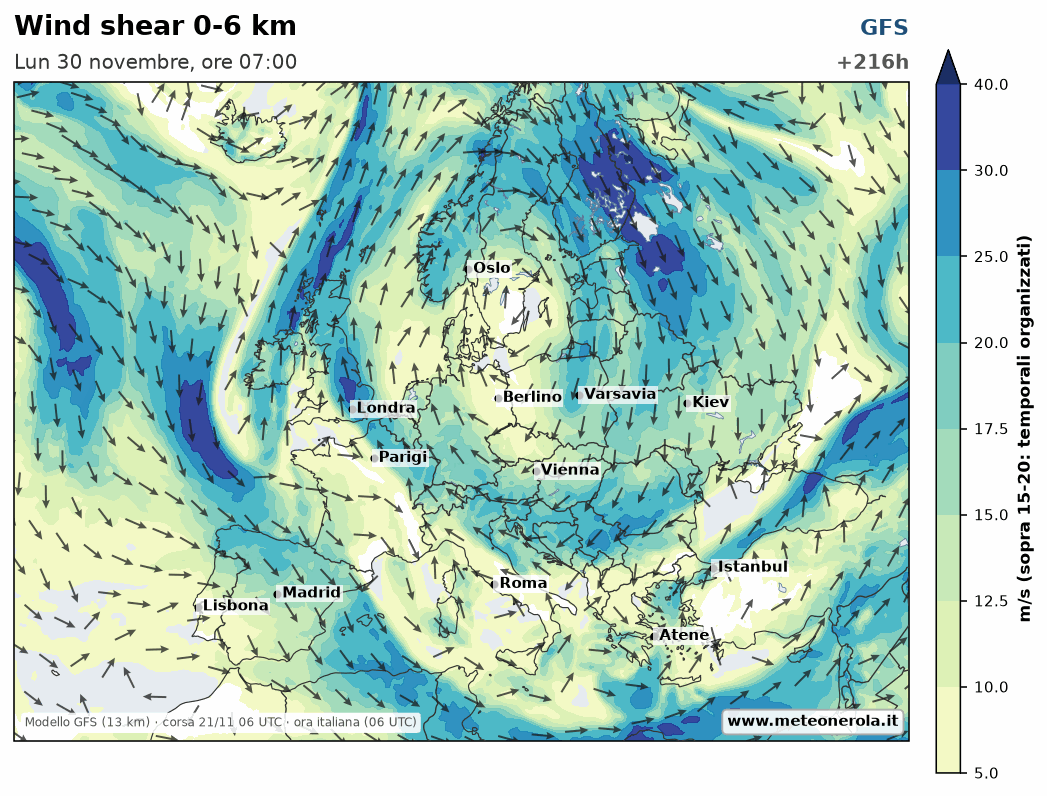 Wind shear 0-6 km
GFS
Lun 30 novembre, ore 07:00
+216h
40.0
30.0
25.0
20.0
17.5
15.0
12.5
10.0
5.0
m/s (sopra 15-20: temporali organizzati)
Oslo
Berlino
Varsavia
Kiev
Londra
Parigi
Vienna
Istanbul
Roma
Madrid
Lisbona
Atene
Modello GFS (13 km) · corsa 21/11 06 UTC · ora italiana (06 UTC)
www.meteonerola.it